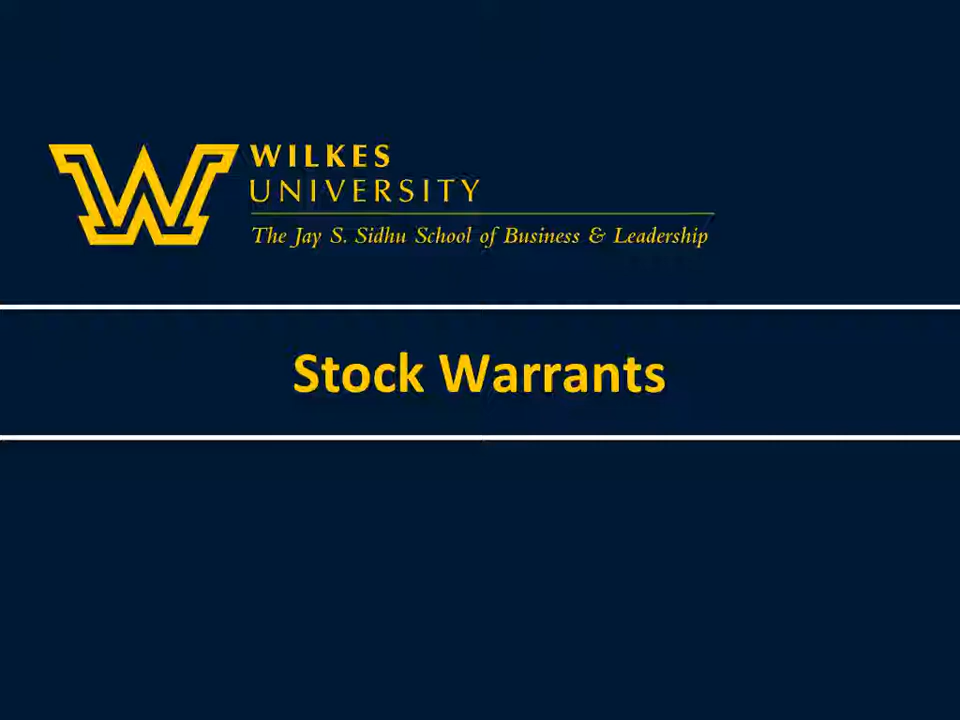 WILKES
UNIVERSITY
The Jay S. Sidhu School of Business & Leadership
Stock Warrants